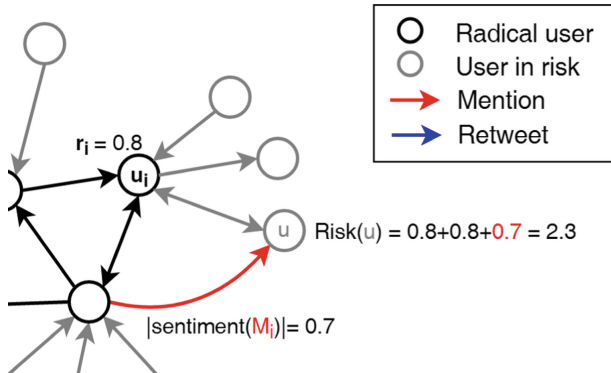 Radical user
User in risk
Mention
Retweet
rᵢ = 0.8
uᵢ
u
Risk(u) = 0.8+0.8+0.7 = 2.3
|sentiment(Mᵢ)|= 0.7